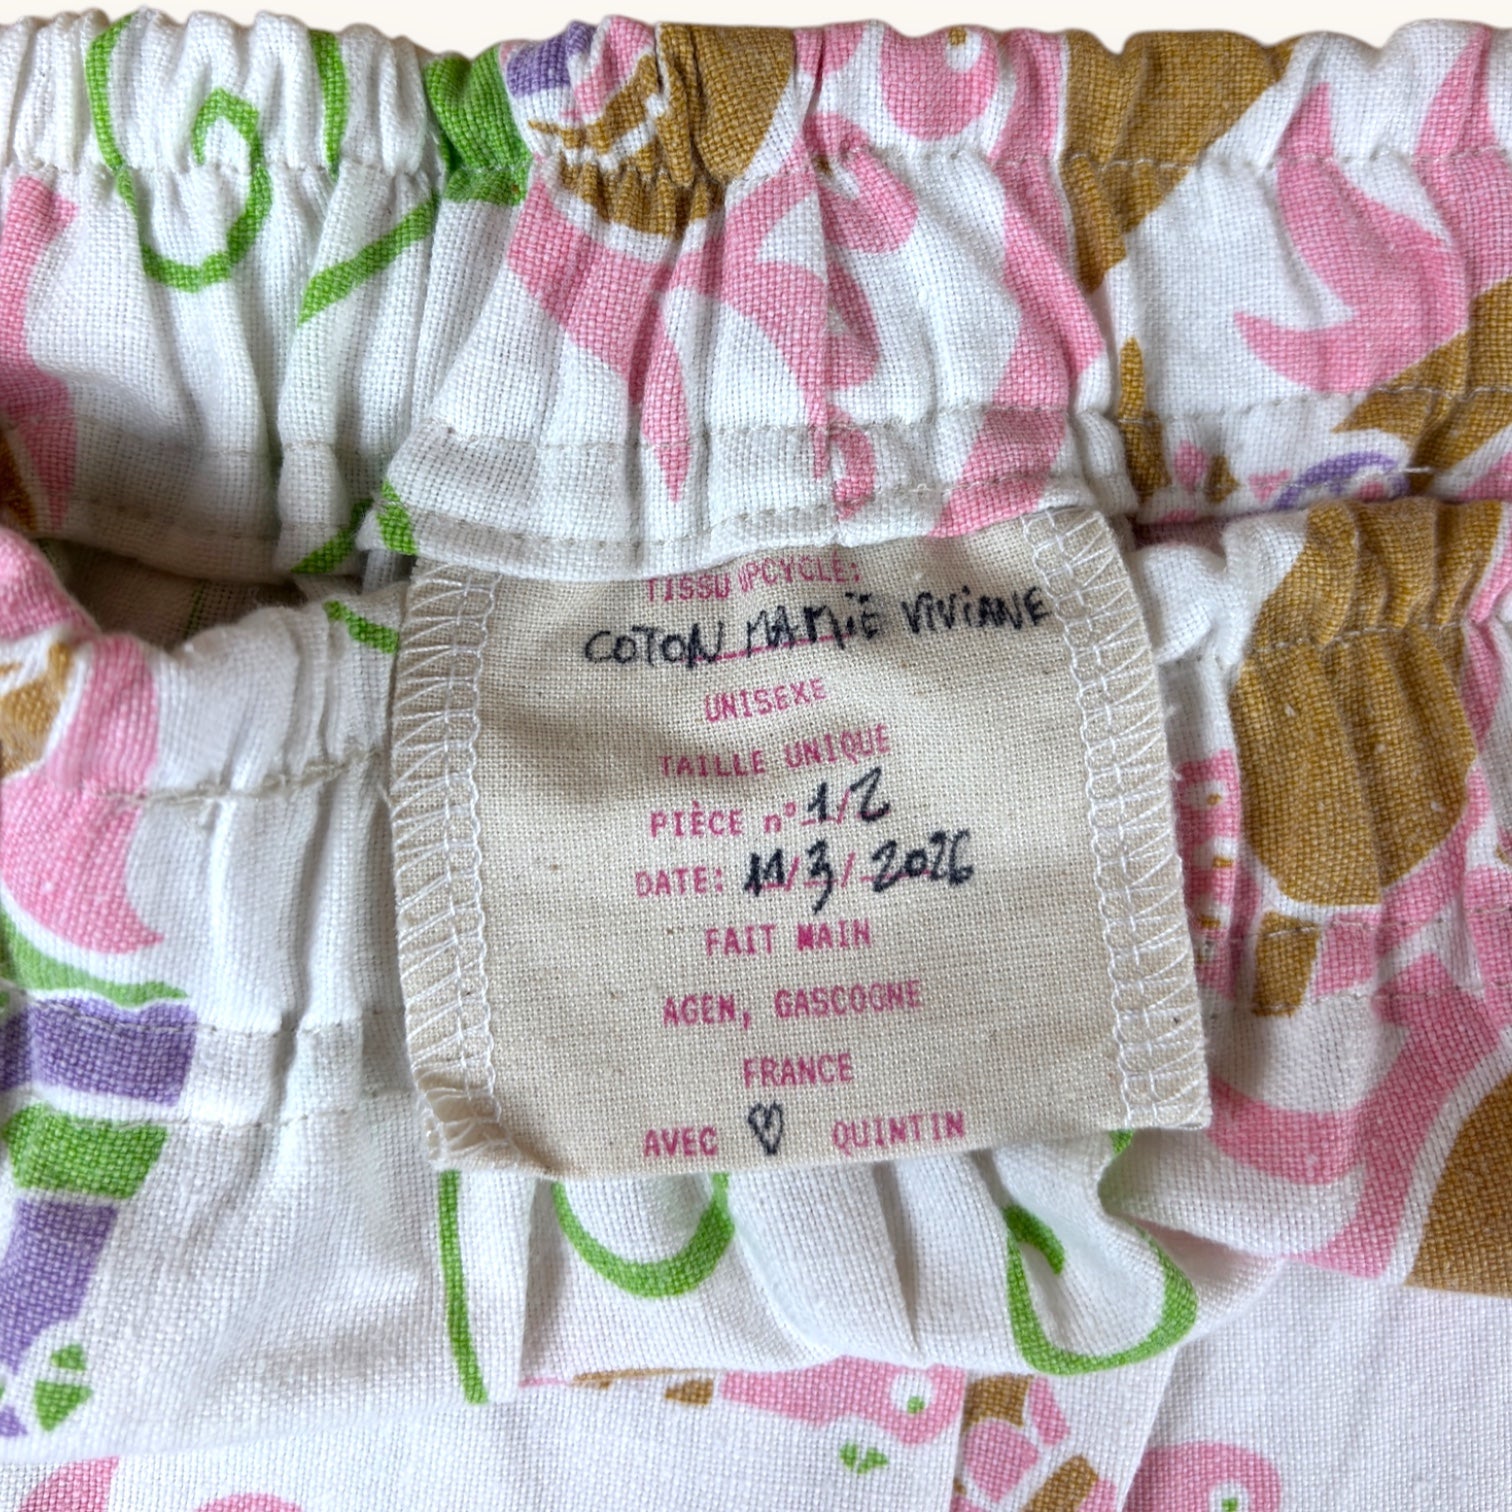 TISSU UPCYCLÉ:
COTON MAMIE VIVIANE
UNISEXE
TAILLE UNIQUE
PIÈCE n° 1/2
DATE: 11/3/2026
FAIT MAIN
AGEN, GASCOGNE
FRANCE
AVEC ♡ QUINTIN